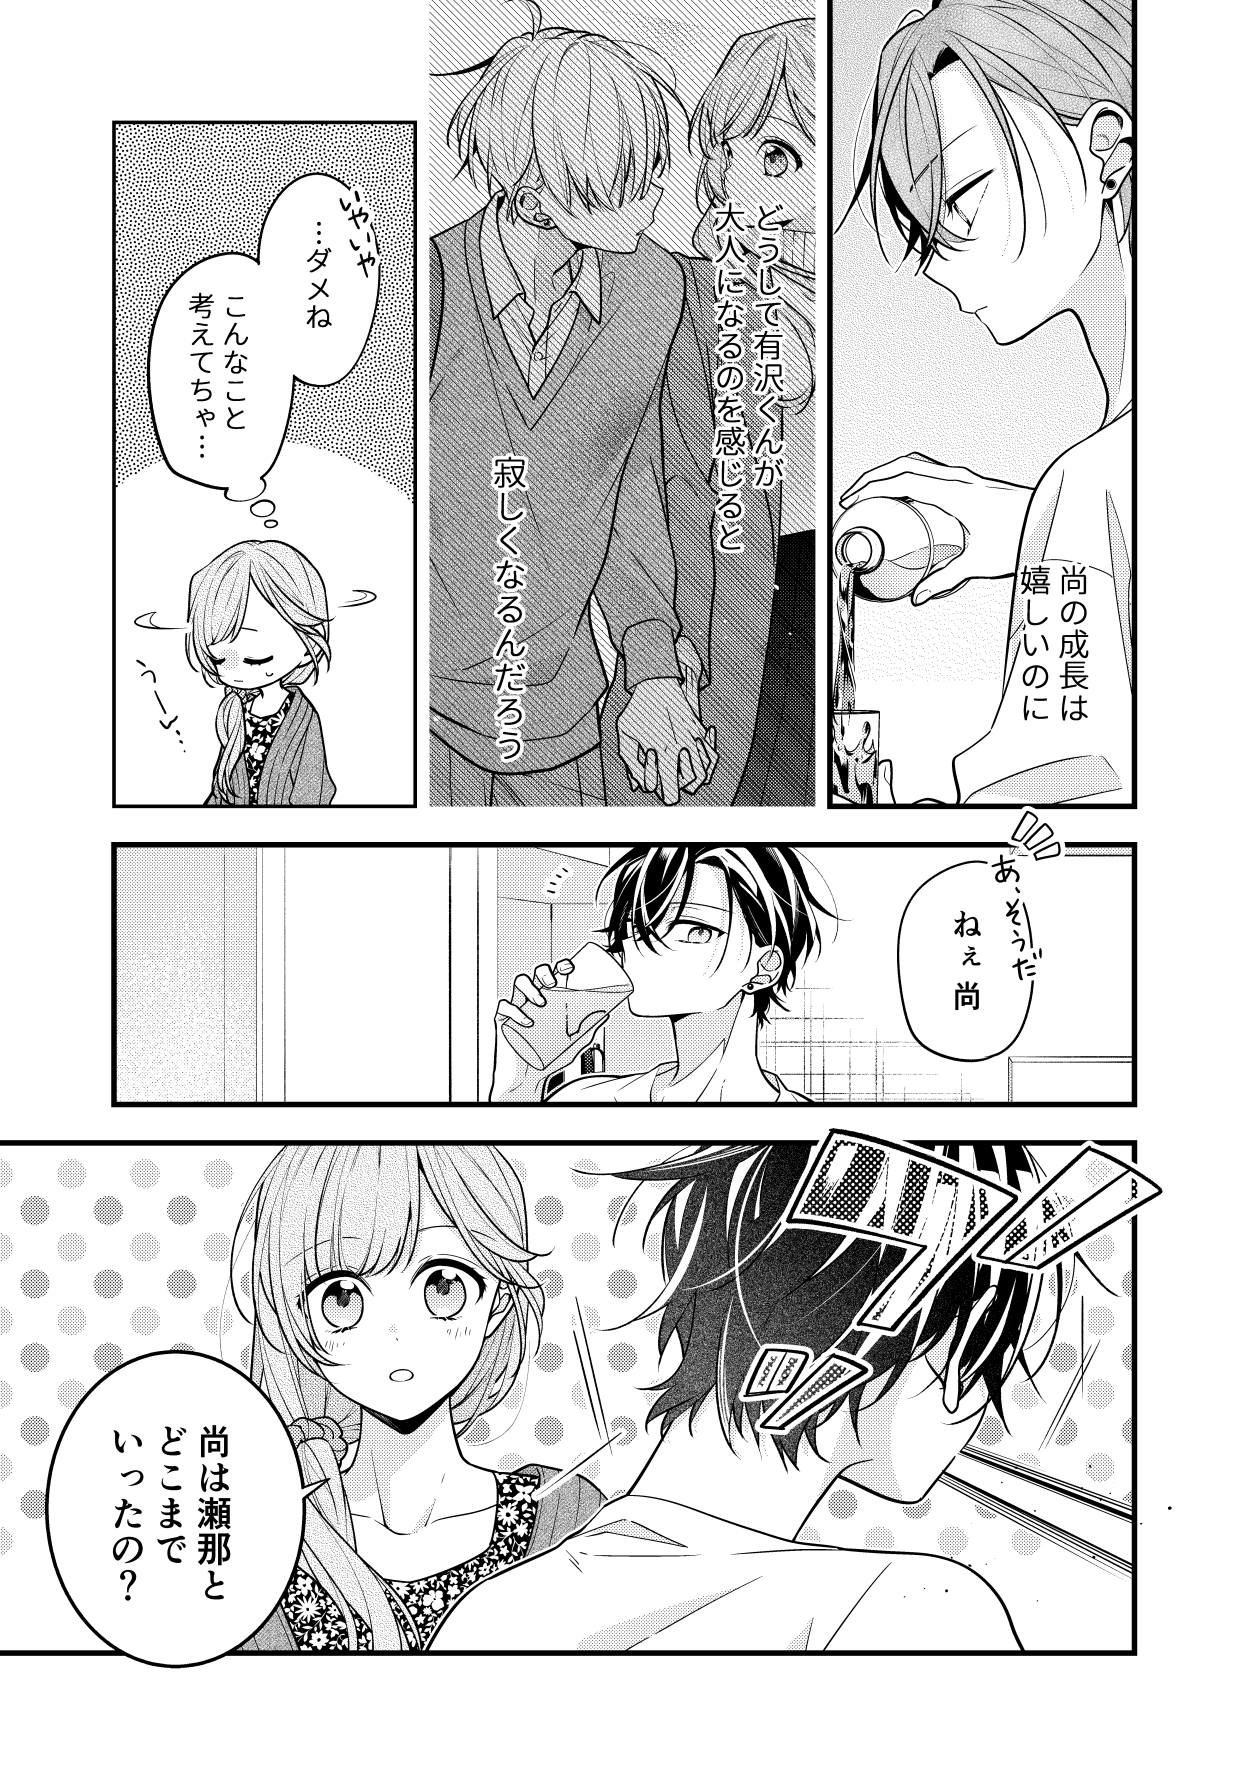 尚の成長は
嬉しいのに
どうして有沢くんが
大人になるのを感じると
寂しくなるんだろう
いやいや
…ダメね
こんなこと
考えてちゃ…
うーん…
あ、そうだ
ねぇ 尚
尚は瀬那と
どこまで
いったの?